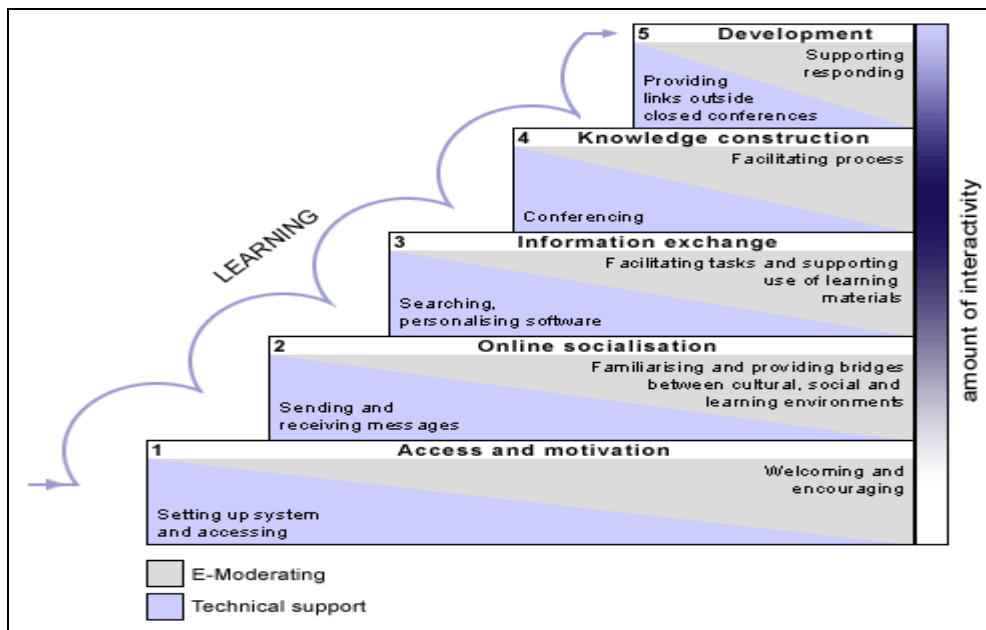 5 Development
Supporting
responding
Providing
links outside
closed conferences
4 Knowledge construction
Facilitating process
Conferencing
3 Information exchange
Facilitating tasks and supporting
use of learning
materials
Searching,
personalising software
2 Online socialisation
Familiarising and providing bridges
between cultural, social and
learning environments
Sending and
receiving messages
1 Access and motivation
Welcoming and
encouraging
Setting up system
and accessing
LEARNING
amount of interactivity
E-Moderating
Technical support